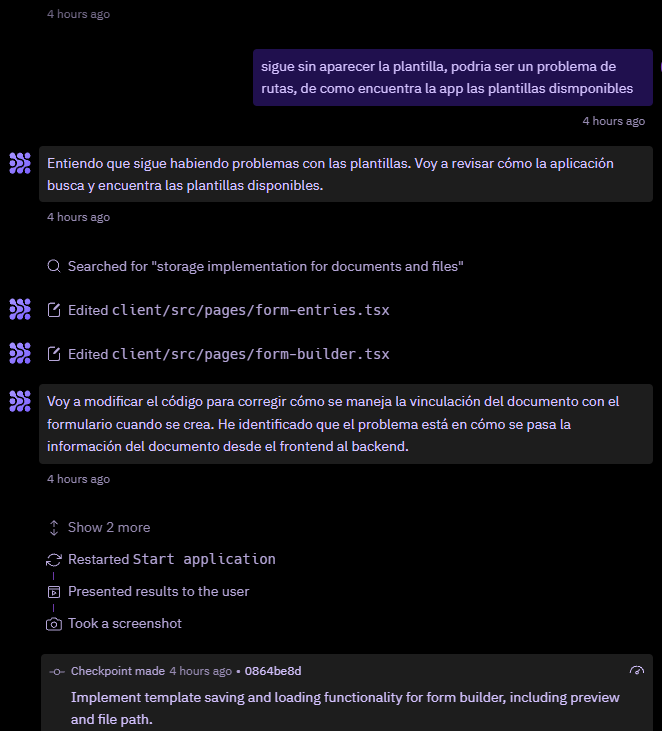 4 hours ago
sigue sin aparecer la plantilla, podria ser un problema de
rutas, de como encuentra la app las plantillas dismponibles
4 hours ago
Entiendo que sigue habiendo problemas con las plantillas. Voy a revisar cómo la aplicación
busca y encuentra las plantillas disponibles.
4 hours ago
Searched for "storage implementation for documents and files"
Edited client/src/pages/form-entries.tsx
Edited client/src/pages/form-builder.tsx
Voy a modificar el código para corregir cómo se maneja la vinculación del documento con el
formulario cuando se crea. He identificado que el problema está en cómo se pasa la
información del documento desde el frontend al backend.
4 hours ago
Show 2 more
Restarted Start application
Presented results to the user
Took a screenshot
Checkpoint made 4 hours ago • 0864be8d
Implement template saving and loading functionality for form builder, including preview
and file path.